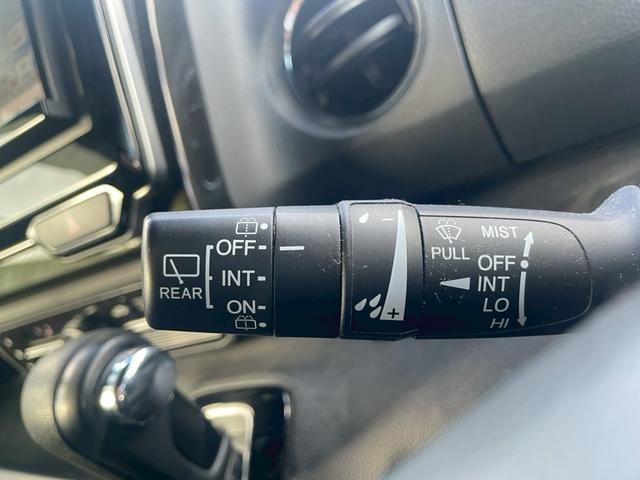 REAR
OFF
INT
ON
- 
+
PULL
MIST
OFF
INT
LO
HI